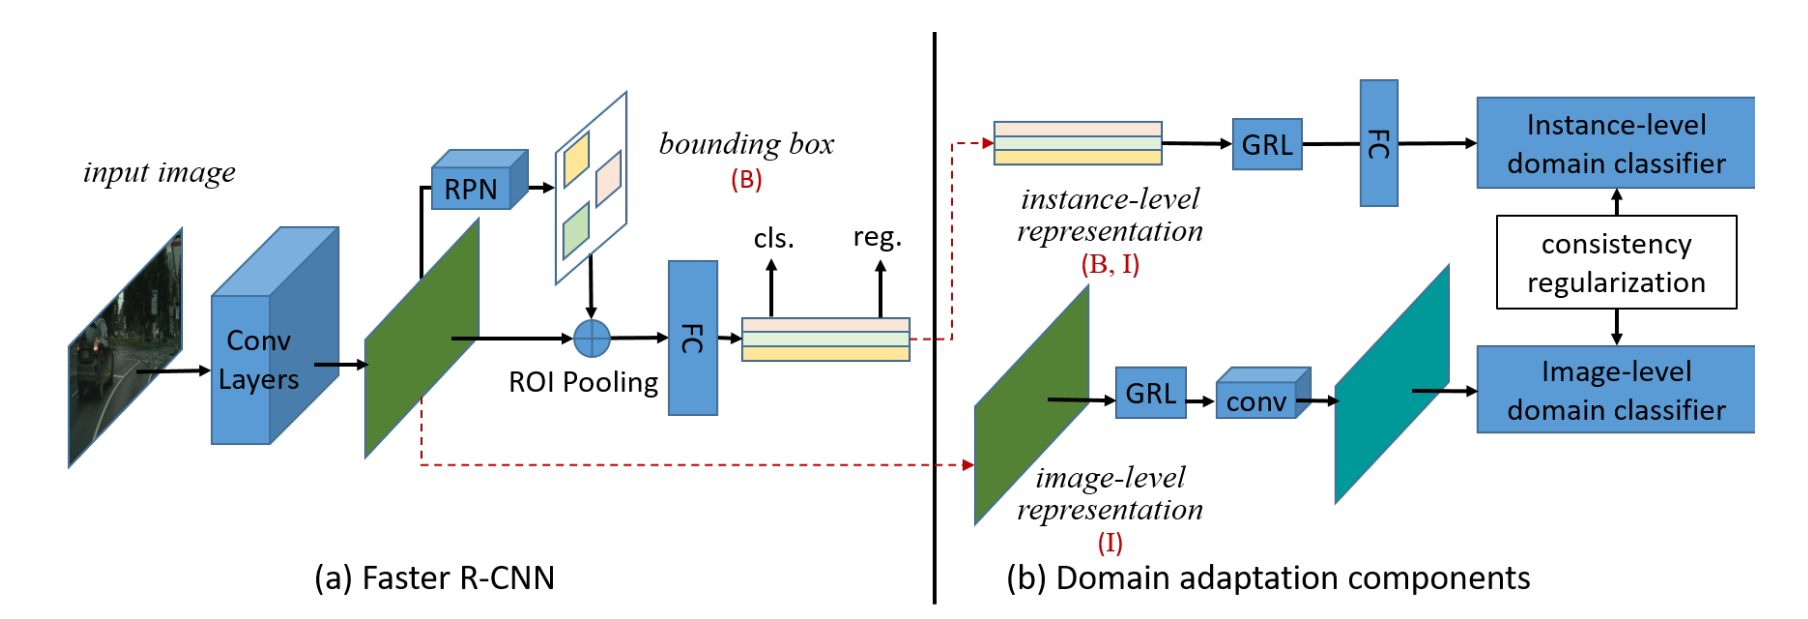 input image
Conv
Layers
RPN
bounding box
(B)
ROI Pooling
FC
cls.
reg.
(a) Faster R-CNN
instance-level
representation
(B, I)
GRL
FC
Instance-level
domain classifier
consistency
regularization
image-level
representation
(I)
GRL
conv
Image-level
domain classifier
(b) Domain adaptation components